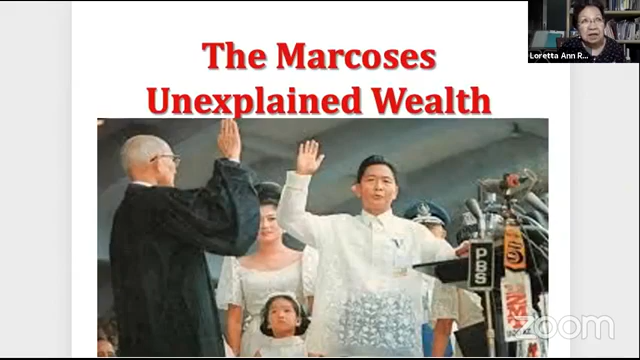 Loretta Ann R...
The Marcoses
Unexplained Wealth
PBS
zoom